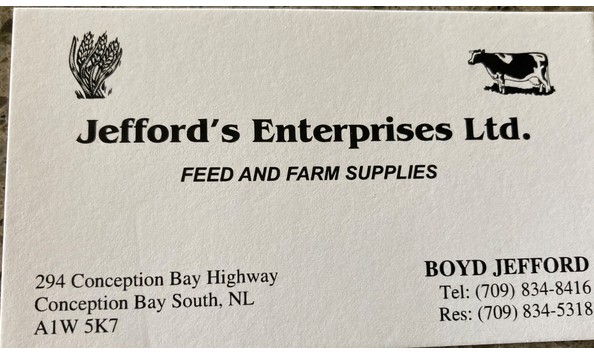 Jefford's Enterprises Ltd.
FEED AND FARM SUPPLIES
294 Conception Bay Highway
Conception Bay South, NL
A1W 5K7
BOYD JEFFORD
Tel: (709) 834-8416
Res: (709) 834-5318